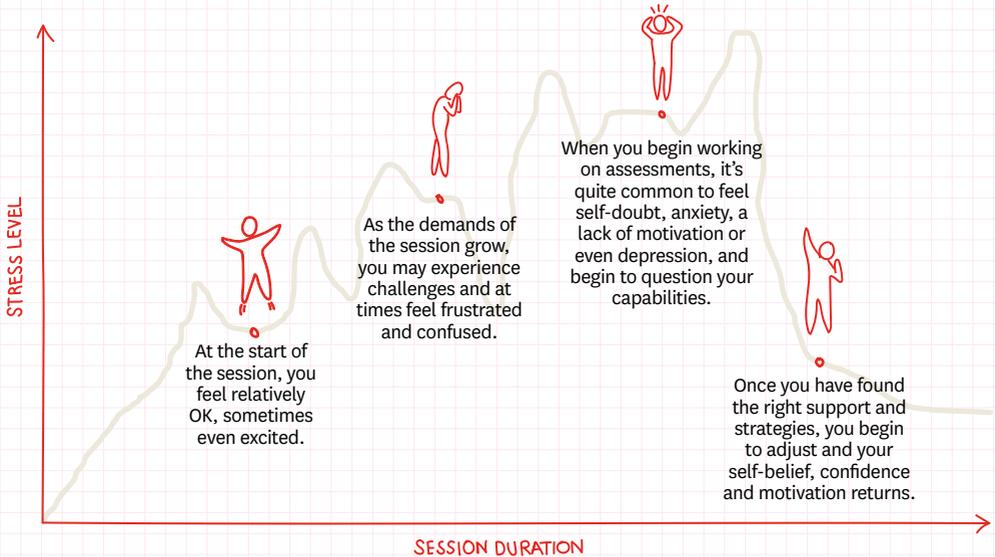 STRESS LEVEL
At the start of
the session, you
feel relatively
OK, sometimes
even excited.
As the demands of
the session grow,
you may experience
challenges and at
times feel frustrated
and confused.
When you begin working
on assessments, it’s
quite common to feel
self-doubt, anxiety, a
lack of motivation or
even depression, and
begin to question your
capabilities.
Once you have found
the right support and
strategies, you begin
to adjust and your
self-belief, confidence
and motivation returns.
SESSION DURATION